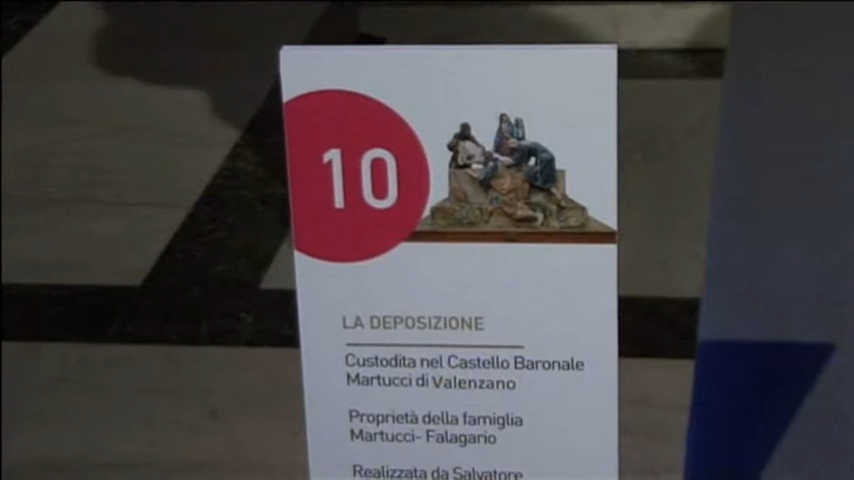 10
LA DEPOSIZIONE
Custodita nel Castello Baronale
Martucci di Valenzano
Proprietà della famiglia
Martucci- Falagario
Realizzata da Salvatore